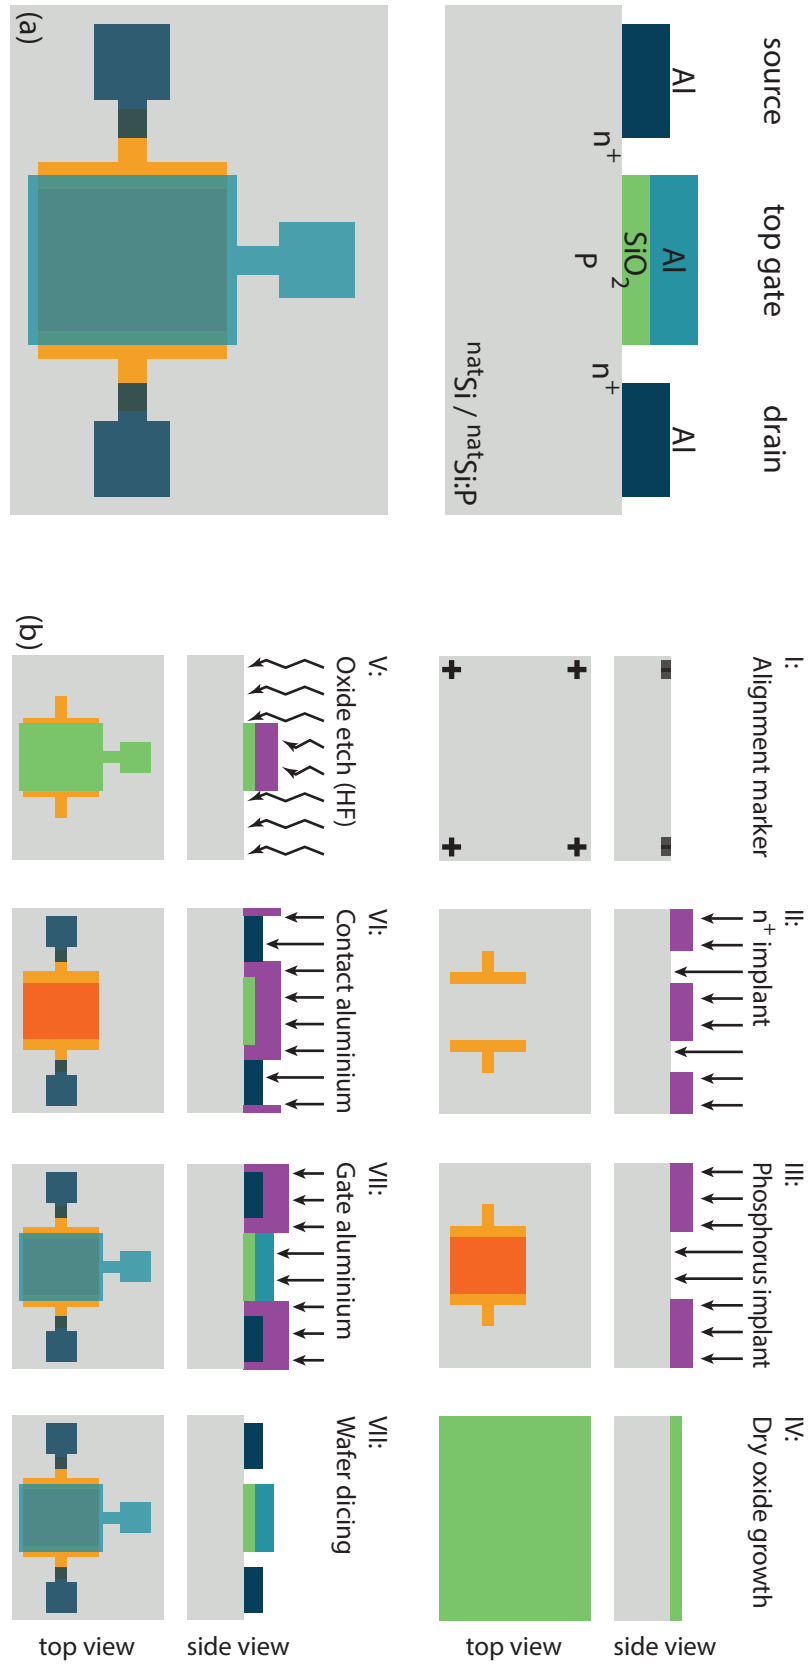 source
top gate
drain
Al
Al
Al
n⁺
SiO₂
n⁺
P
ⁿᵃᵗSi / ⁿᵃᵗSi:P
(a)
I:
Alignment marker
II:
n⁺ implant
III:
Phosphorus implant
IV:
Dry oxide growth
side view
top view
V:
Oxide etch (HF)
VI:
Contact aluminium
VII:
Gate aluminium
VII:
Wafer dicing
side view
top view
(b)